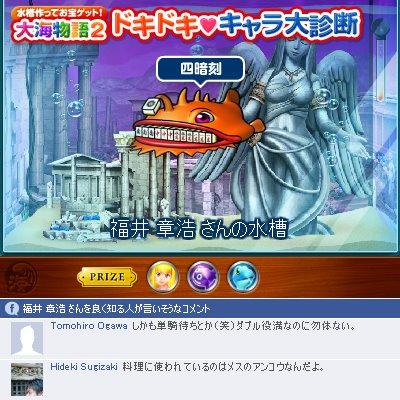 水槽作ってお宝ゲット!
大海物語2
ドキドキ♥キャラ大診断
四暗刻
福井 章浩 さんの水槽
PRIZE
福井 章浩 さんを良く知る人が言いそうなコメント
Tomohiro Ogawa しかも単騎待ちとか(笑)ダブル役満なのに勿体ない。
Hideki Sugizaki 料理に使われているのはメスのアンコウなんだよ。